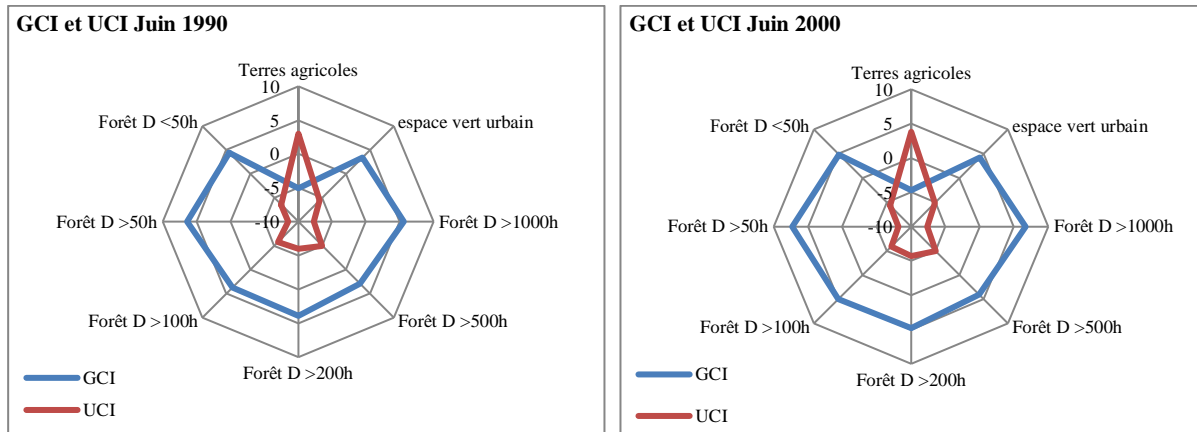 GCI et UCI Juin 1990
Terres agricoles
10
espace vert urbain
Forêt D <50h
5
0
-5
Forêt D >50h
-10
Forêt D >1000h
Forêt D >100h
Forêt D >500h
Forêt D >200h
GCI
UCI
GCI et UCI Juin 2000
Terres agricoles
10
espace vert urbain
Forêt D <50h
5
0
-5
Forêt D >50h
-10
Forêt D >1000h
Forêt D >100h
Forêt D >500h
Forêt D >200h
GCI
UCI